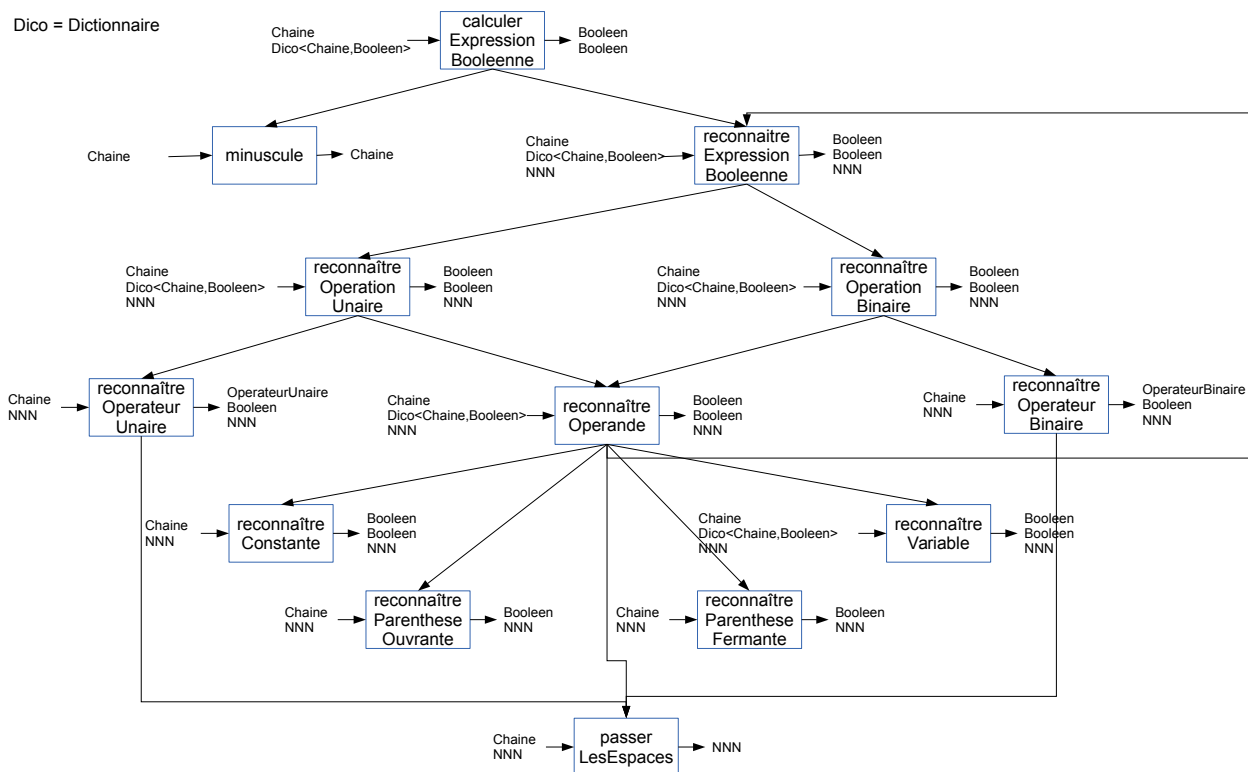 Dico = Dictionnaire
Chaine
Dico<Chaine,Booleen>
calculer
Expression
Booleenne
Booleen
Booleen
Chaine
minuscule
Chaine
Chaine
Dico<Chaine,Booleen>
NNN
reconnaitre
Expression
Booleenne
Booleen
Booleen
NNN
Chaine
Dico<Chaine,Booleen>
NNN
reconnaître
Operation
Unaire
Booleen
Booleen
NNN
Chaine
Dico<Chaine,Booleen>
NNN
reconnaître
Operation
Binaire
Booleen
Booleen
NNN
Chaine
NNN
reconnaître
Operateur
Unaire
OperateurUnaire
Booleen
NNN
Chaine
Dico<Chaine,Booleen>
NNN
reconnaître
Operande
Booleen
Booleen
NNN
Chaine
NNN
reconnaître
Operateur
Binaire
OperateurBinaire
Booleen
NNN
Chaine
NNN
reconnaître
Constante
Booleen
Booleen
NNN
Chaine
Dico<Chaine,Booleen>
NNN
reconnaître
Variable
Booleen
Booleen
NNN
Chaine
NNN
reconnaître
Parenthese
Ouvrante
Booleen
NNN
Chaine
NNN
reconnaître
Parenthese
Fermante
Booleen
NNN
Chaine
NNN
passer
LesEspaces
NNN